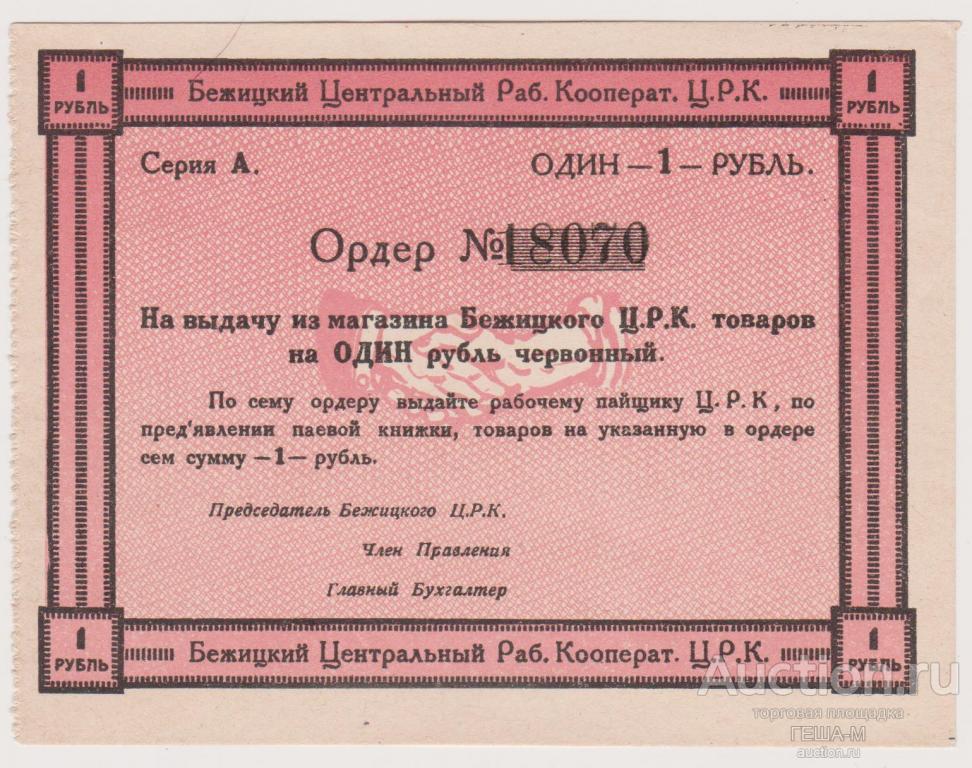 1 РУБЛЬ
Бежицкий Центральный Раб. Кооперат. Ц.Р.К.
1 РУБЛЬ
Серия А.
ОДИН —1— РУБЛЬ.
Ордер № 18070
На выдачу из магазина Бежицкого Ц.Р.К. товаров
на ОДИН рубль червонный.
По сему ордеру выдайте рабочему пайщику Ц.Р.К, по
пред'явлении паевой книжки, товаров на указанную в ордере
сем сумму —1— рубль.
Председатель Бежицкого Ц.Р.К.
Член Правления
Главный Бухгалтер
1 РУБЛЬ
Бежицкий Центральный Раб. Кооперат. Ц.Р.К.
1 РУБЛЬ
Auction.ru
торговая площадка
ГЕША-М
auction.ru